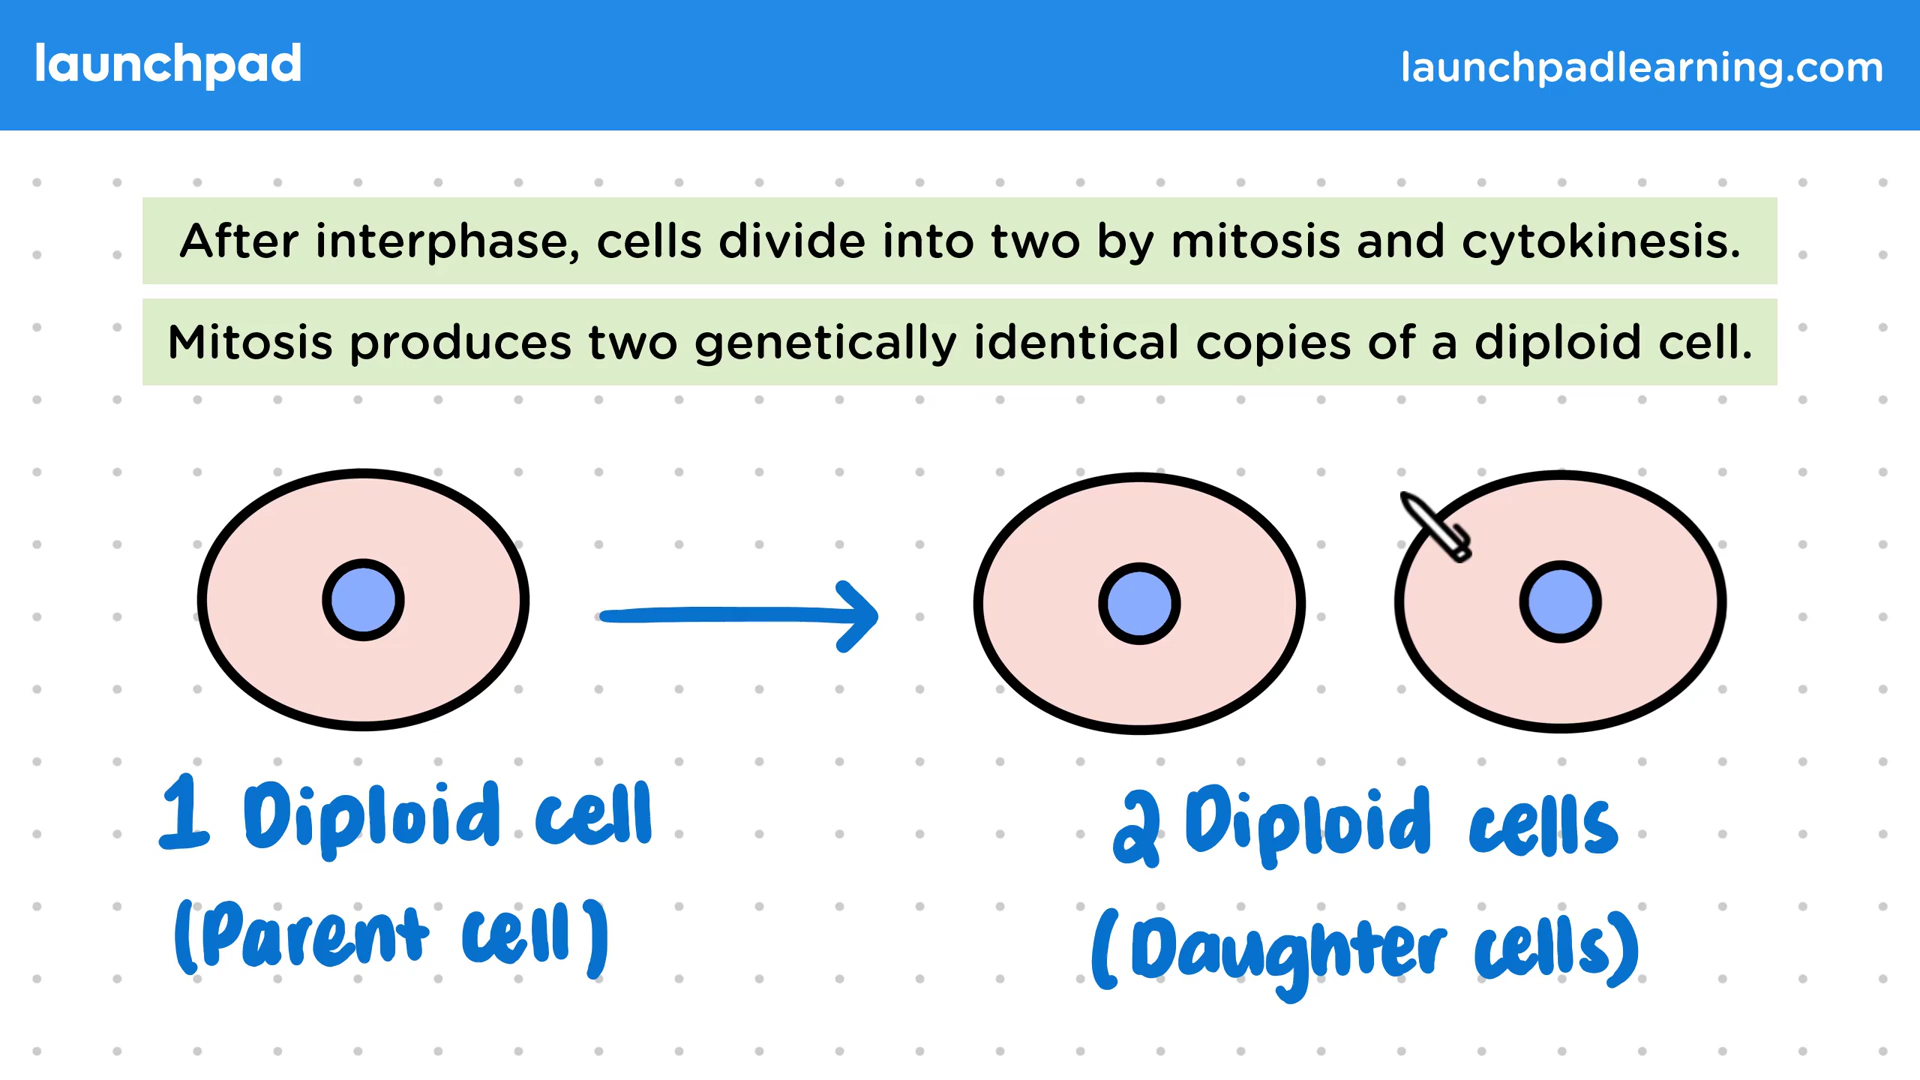 launchpad
launchpadlearning.com
After interphase, cells divide into two by mitosis and cytokinesis.
Mitosis produces two genetically identical copies of a diploid cell.
1 Diploid cell
(Parent cell)
2 Diploid cells
(Daughter cells)